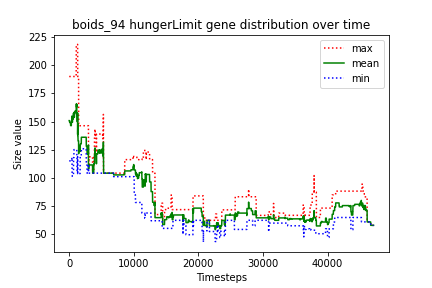 boids_94 hungerLimit gene distribution over time
225
200
175
150
125
100
75
50
Size value
max
mean
min
0 10000 20000 30000 40000
Timesteps